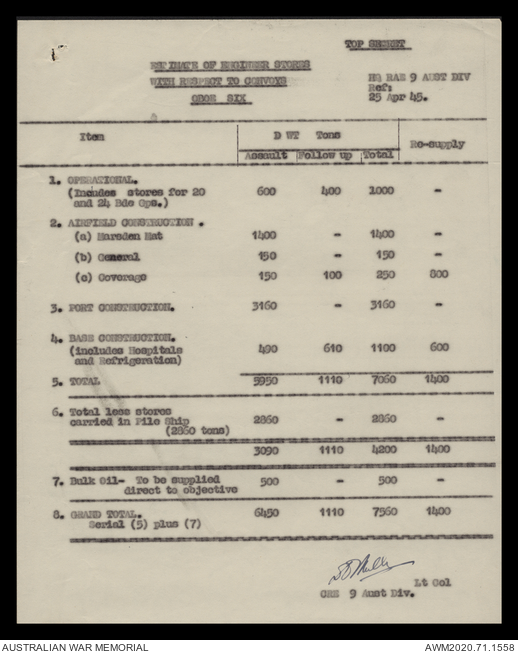 TOP SECRET
ESTIMATE OF ENGINEER STORES
WITH RESPECT TO CONVOYS
OBOE SIX
HQ RAE 9 AUST DIV
Ref:
25 Apr 45.
Item D WT Tons Re-supply
Assault Follow up Total
1. OPERATIONAL.
(Includes stores for 20 600 400 1000 -
and 24 Bde Gps.)
2. AIRFIELD CONSTRUCTION .
(a) Marsden Mat 1400 - 1400 -
(b) General 150 - 150 -
(c) Coverage 150 100 250 800
3. PORT CONSTRUCTION. 3160 - 3160 -
4. BASE CONSTRUCTION.
(includes Hospitals 490 610 1100 600
and Refrigeration)
5. TOTAL 5950 1110 7060 1400
6. Total less stores
carried in Pile Ship 2860 - 2860 -
(2860 tons)
3090 1110 4200 1400
7. Bulk Oil- To be supplied 500 - 500 -
direct to objective
8. GRAND TOTAL. 6450 1110 7560 1400
Serial (5) plus (7)
Lt Col
CRE 9 Aust Div.
AUSTRALIAN WAR MEMORIAL AWM2020.71.1558